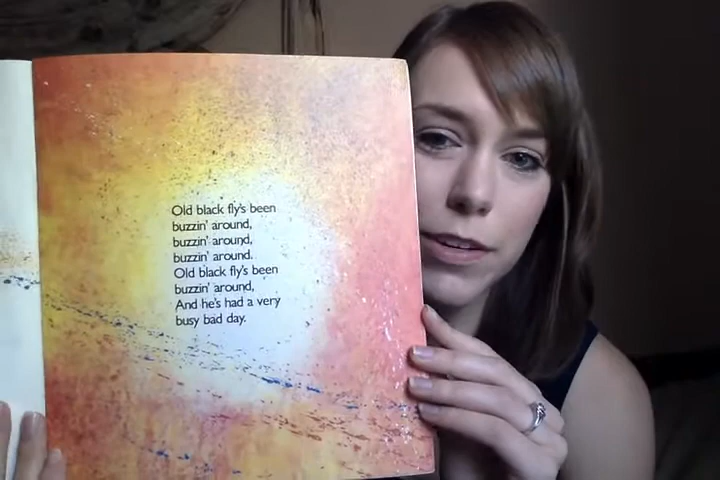 Old black fly's been
buzzin' around,
buzzin' around,
buzzin' around.
Old black fly's been
buzzin' around,
And he's had a very
busy bad day.